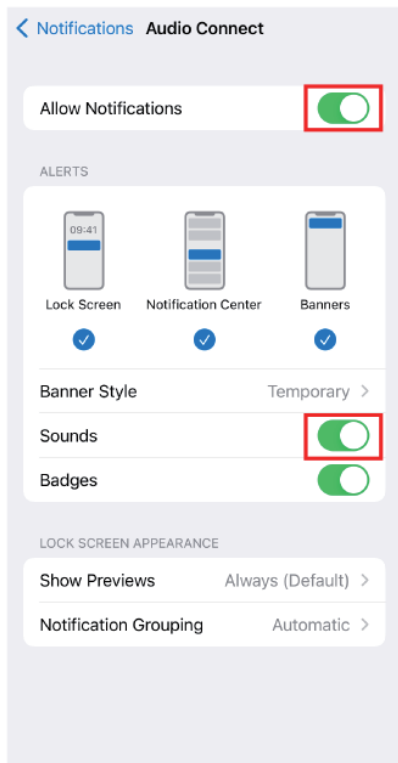 Notifications Audio Connect
Allow Notifications
ALERTS
09:41
Lock Screen Notification Center Banners
Banner Style Temporary
Sounds
Badges
LOCK SCREEN APPEARANCE
Show Previews Always (Default)
Notification Grouping Automatic